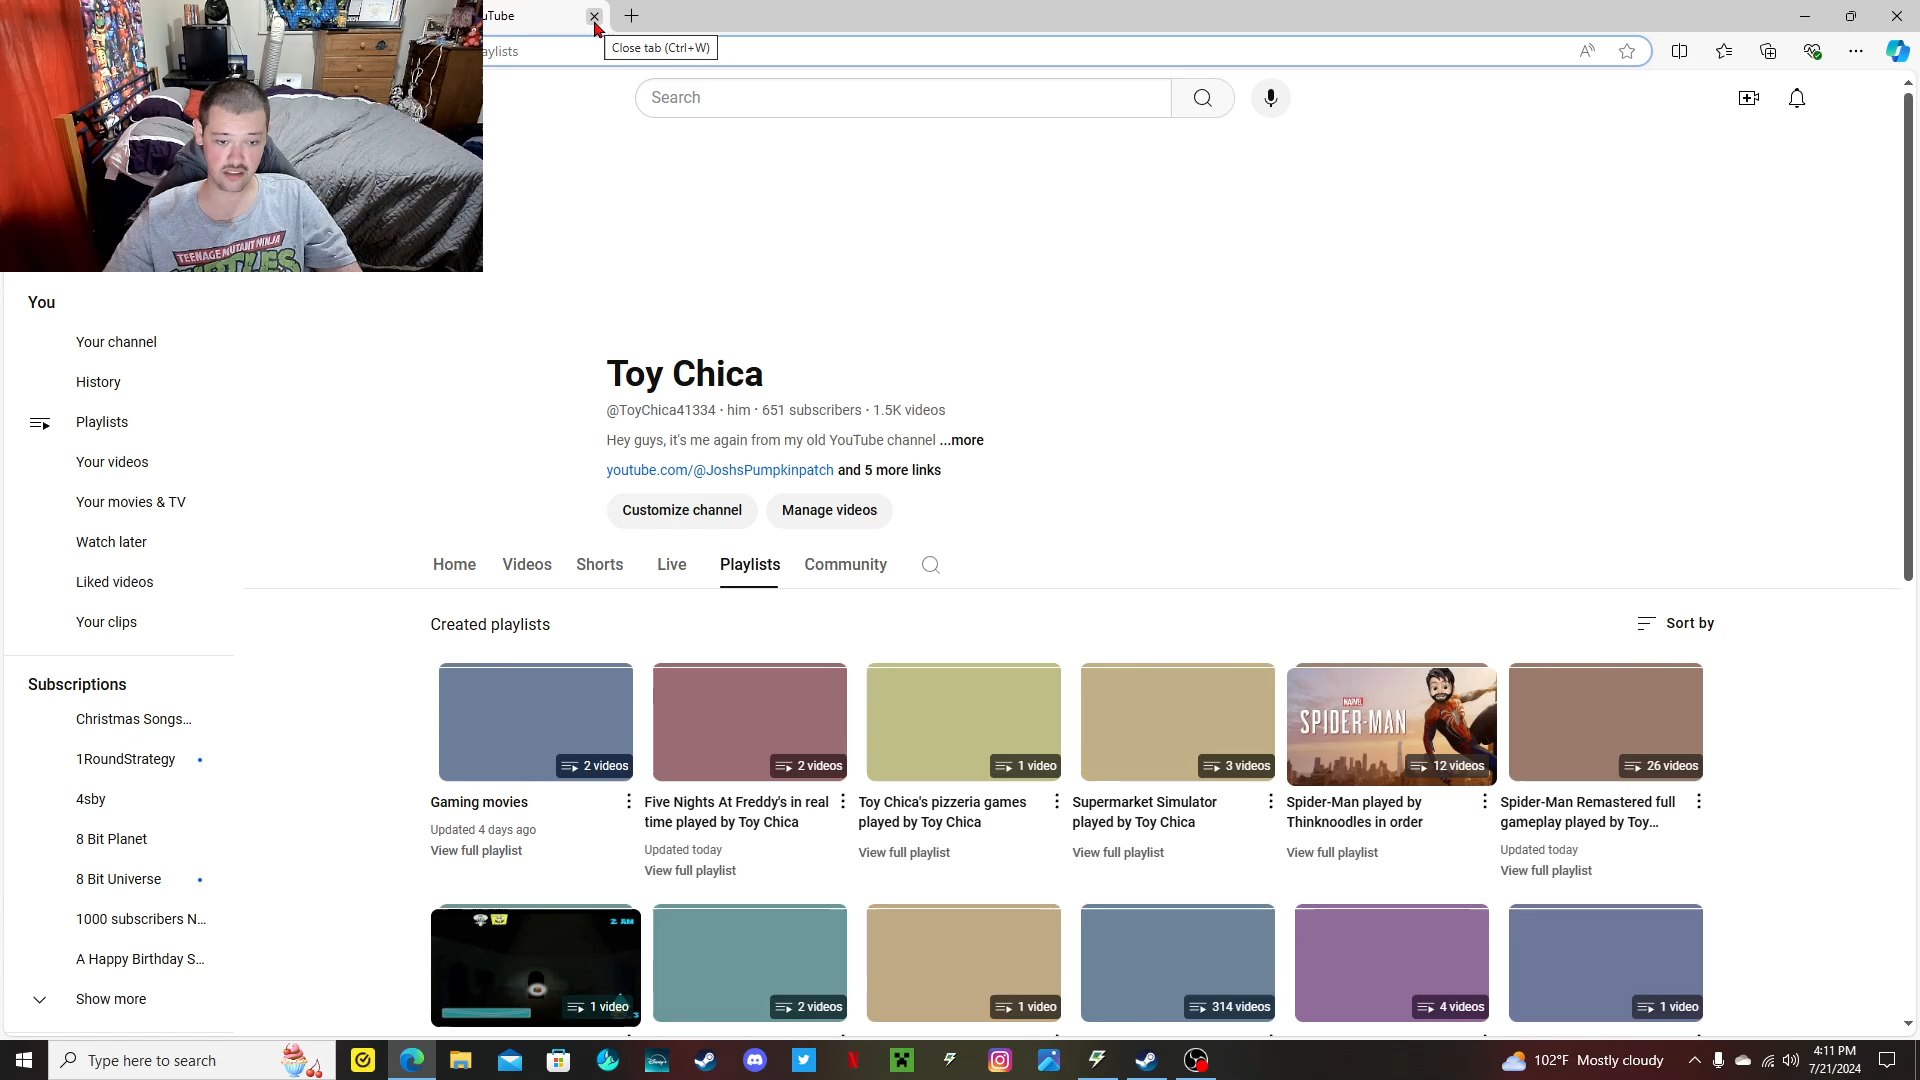 uTube
Close tab (Ctrl+W)
aylists
Search
TEENAGE MUTANT NINJA
TURTLES
You
Your channel
History
Playlists
Your videos
Your movies & TV
Watch later
Liked videos
Your clips
Subscriptions
Christmas Songs...
1RoundStrategy
4sby
8 Bit Planet
8 Bit Universe
1000 subscribers N...
A Happy Birthday S...
Show more
Toy Chica
@ToyChica41334 · him · 651 subscribers · 1.5K videos
Hey guys, it's me again from my old YouTube channel ...more
youtube.com/@JoshsPumpkinpatch and 5 more links
Customize channel Manage videos
Home Videos Shorts Live Playlists Community
Created playlists
Sort by
2 videos
2 videos
1 video
3 videos
MARVEL
SPIDER-MAN
12 videos
26 videos
Gaming movies
Updated 4 days ago
View full playlist
Five Nights At Freddy's in real
time played by Toy Chica
Updated today
View full playlist
Toy Chica's pizzeria games
played by Toy Chica
View full playlist
Supermarket Simulator
played by Toy Chica
View full playlist
Spider-Man played by
Thinknoodles in order
View full playlist
Spider-Man Remastered full
gameplay played by Toy...
Updated today
View full playlist
2 AM
1 video
2 videos
1 video
314 videos
4 videos
1 video
Type here to search
Disney+
102°F Mostly cloudy
4:11 PM
7/21/2024